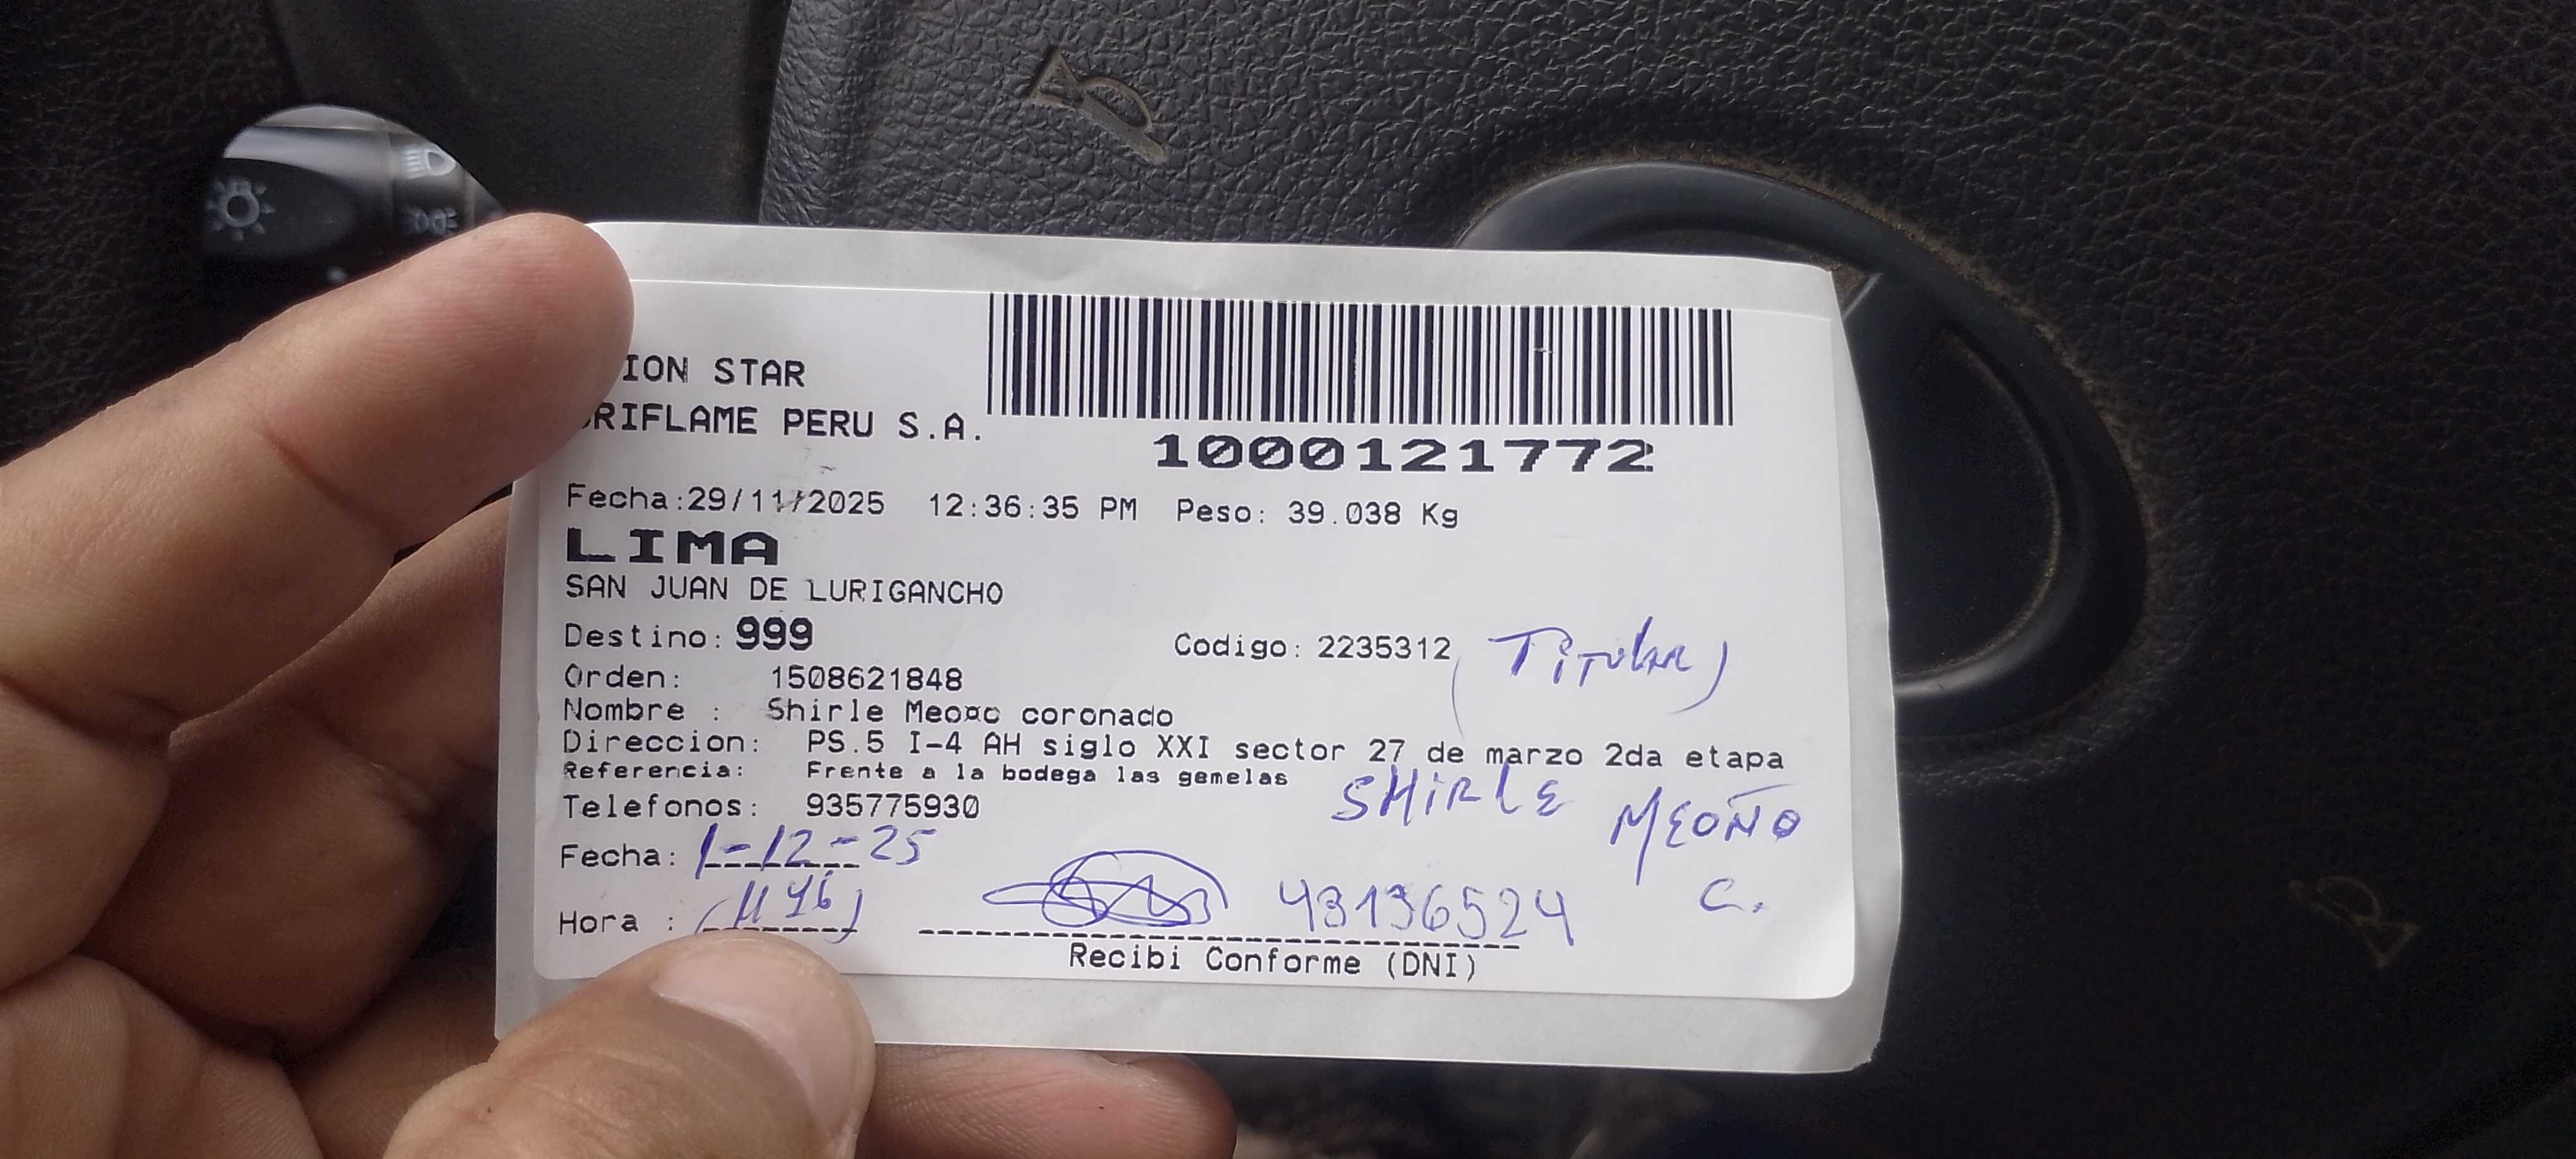 ION STAR
RIFLAME PERU S.A.
1000121772
Fecha:29/11/2025 12:36:35 PM Peso: 39.038 Kg
LIMA
SAN JUAN DE LURIGANCHO
Destino: 999 Codigo: 2235312 (Titular)
Orden: 1508621848
Nombre : Shirle coronado
Direccion: PS.5 I-4 AH siglo XXI sector 27 de marzo 2da etapa
Referencia: Frente a la bodega las gemelas
Telefonos: 935775930
SHIRLE MEOÑO C.
Fecha: 1-12-25
Hora : (11 46) 43136524
Recibi Conforme (DNI)